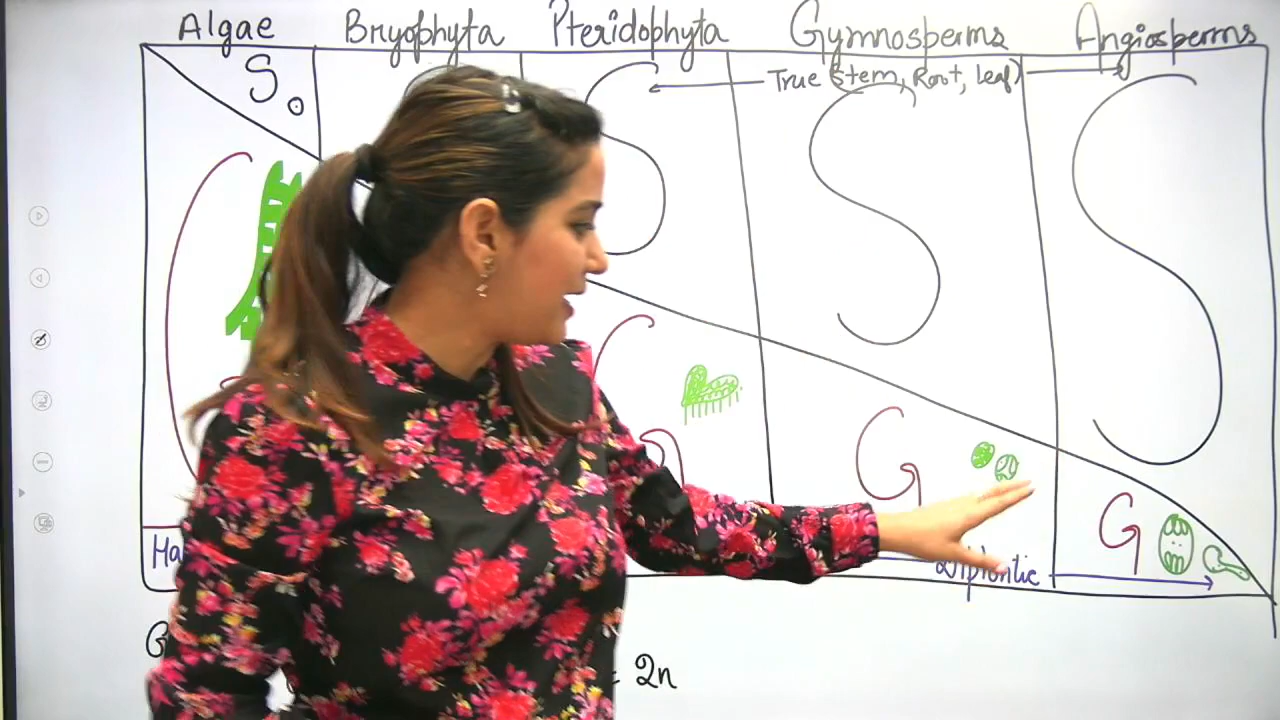 Algae Bryophyta Pteridophyta Gymnosperms Angiosperms
True (stem, Root, Leaf)
S S S S
G G G
Diplontic
= 2n